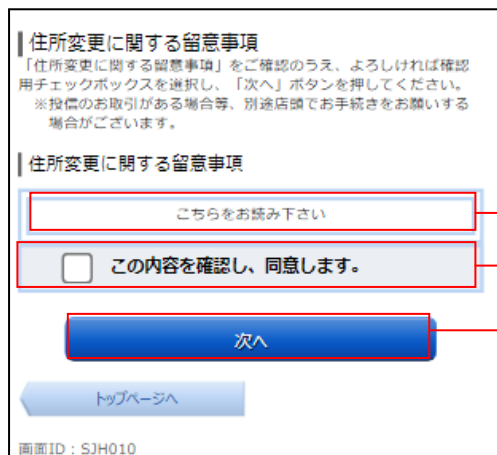 住所変更に関する留意事項
「住所変更に関する留意事項」をご確認のうえ、よろしければ確認
用チェックボックスを選択し、「次へ」ボタンを押してください。
※投信のお取引がある場合等、別途店頭でお手続きをお願いする
場合がございます。
住所変更に関する留意事項
こちらをお読み下さい
この内容を確認し、同意します。
次へ
トップページへ
画面ID：SJH010